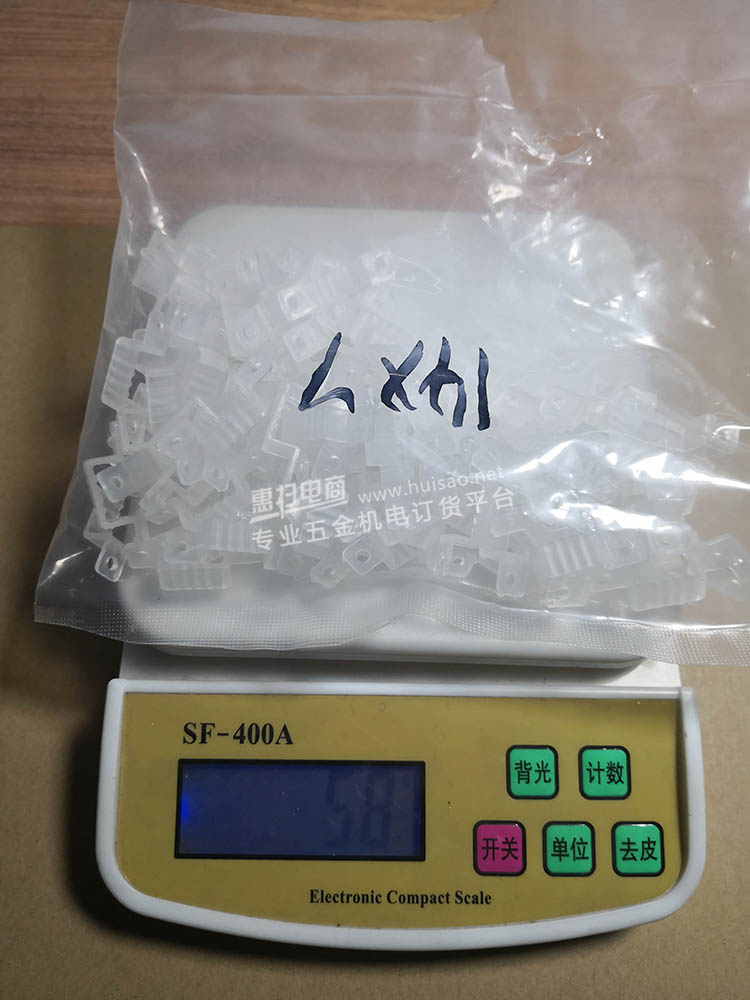 14X7
惠扫电商 www.huisao.net
专业五金机电订货平台
SF-400A
58
背光 计数
开关 单位 去皮
Electronic Compact Scale